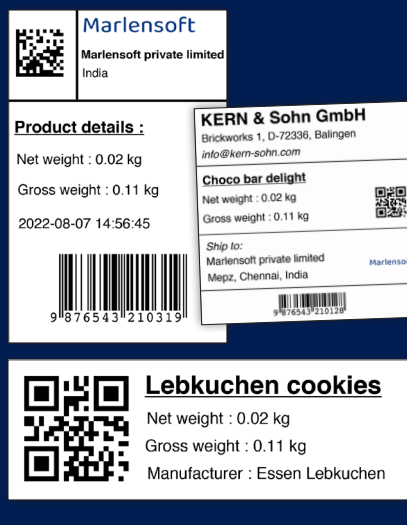 Marlensoft
Marlensoft private limited
India
Product details :
Net weight : 0.02 kg
Gross weight : 0.11 kg
2022-08-07 14:56:45
9 876543 210319
KERN & Sohn GmbH
Brickworks 1, D-72336, Balingen
info@kern-sohn.com
Choco bar delight
Net weight : 0.02 kg
Gross weight : 0.11 kg
Ship to:
Marlensoft private limited
Mepz, Chennai, India
Marlenso
9 876543 210128
Lebkuchen cookies
Net weight : 0.02 kg
Gross weight : 0.11 kg
Manufacturer : Essen Lebkuchen